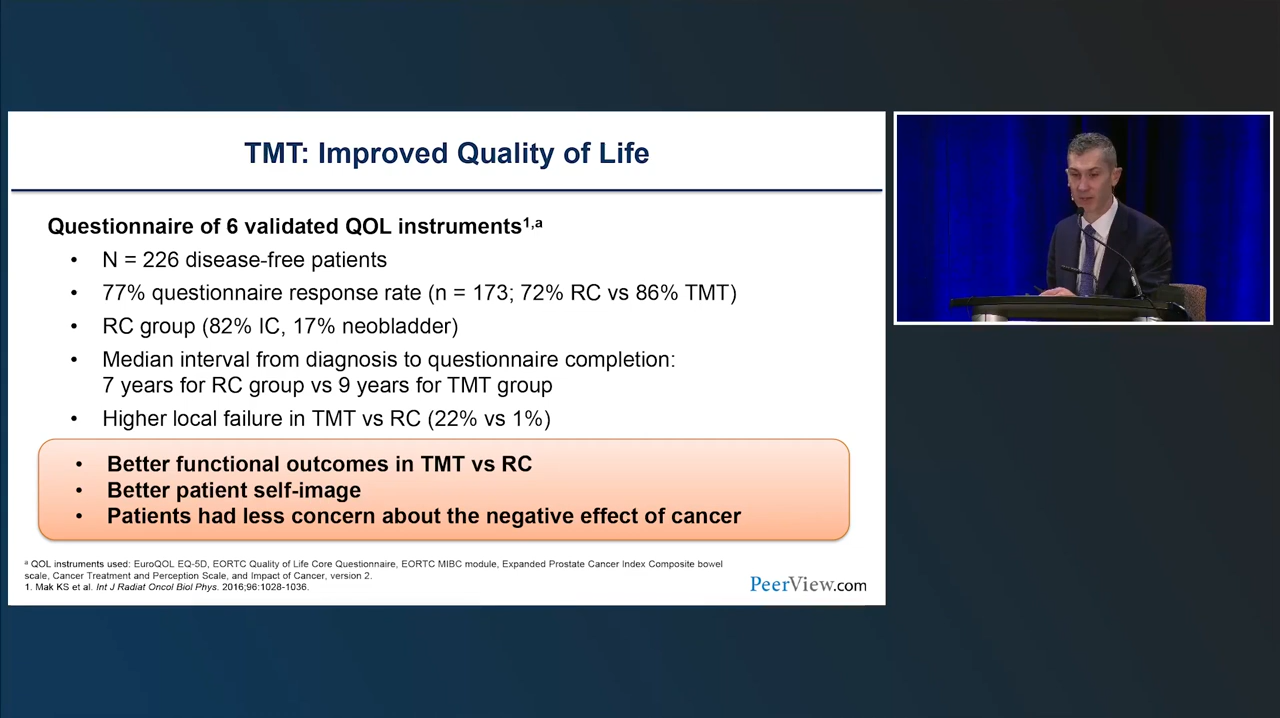 TMT: Improved Quality of Life
Questionnaire of 6 validated QOL instruments1,a
• N = 226 disease-free patients
• 77% questionnaire response rate (n = 173; 72% RC vs 86% TMT)
• RC group (82% IC, 17% neobladder)
• Median interval from diagnosis to questionnaire completion:
7 years for RC group vs 9 years for TMT group
• Higher local failure in TMT vs RC (22% vs 1%)
• Better functional outcomes in TMT vs RC
• Better patient self-image
• Patients had less concern about the negative effect of cancer
a QOL instruments used: EuroQOL EQ-5D, EORTC Quality of Life Core Questionnaire, EORTC MIBC module, Expanded Prostate Cancer Index Composite bowel
scale, Cancer Treatment and Perception Scale, and Impact of Cancer, version 2.
1. Mak KS et al. Int J Radiat Oncol Biol Phys. 2016;96:1028-1036.
PeerView.com